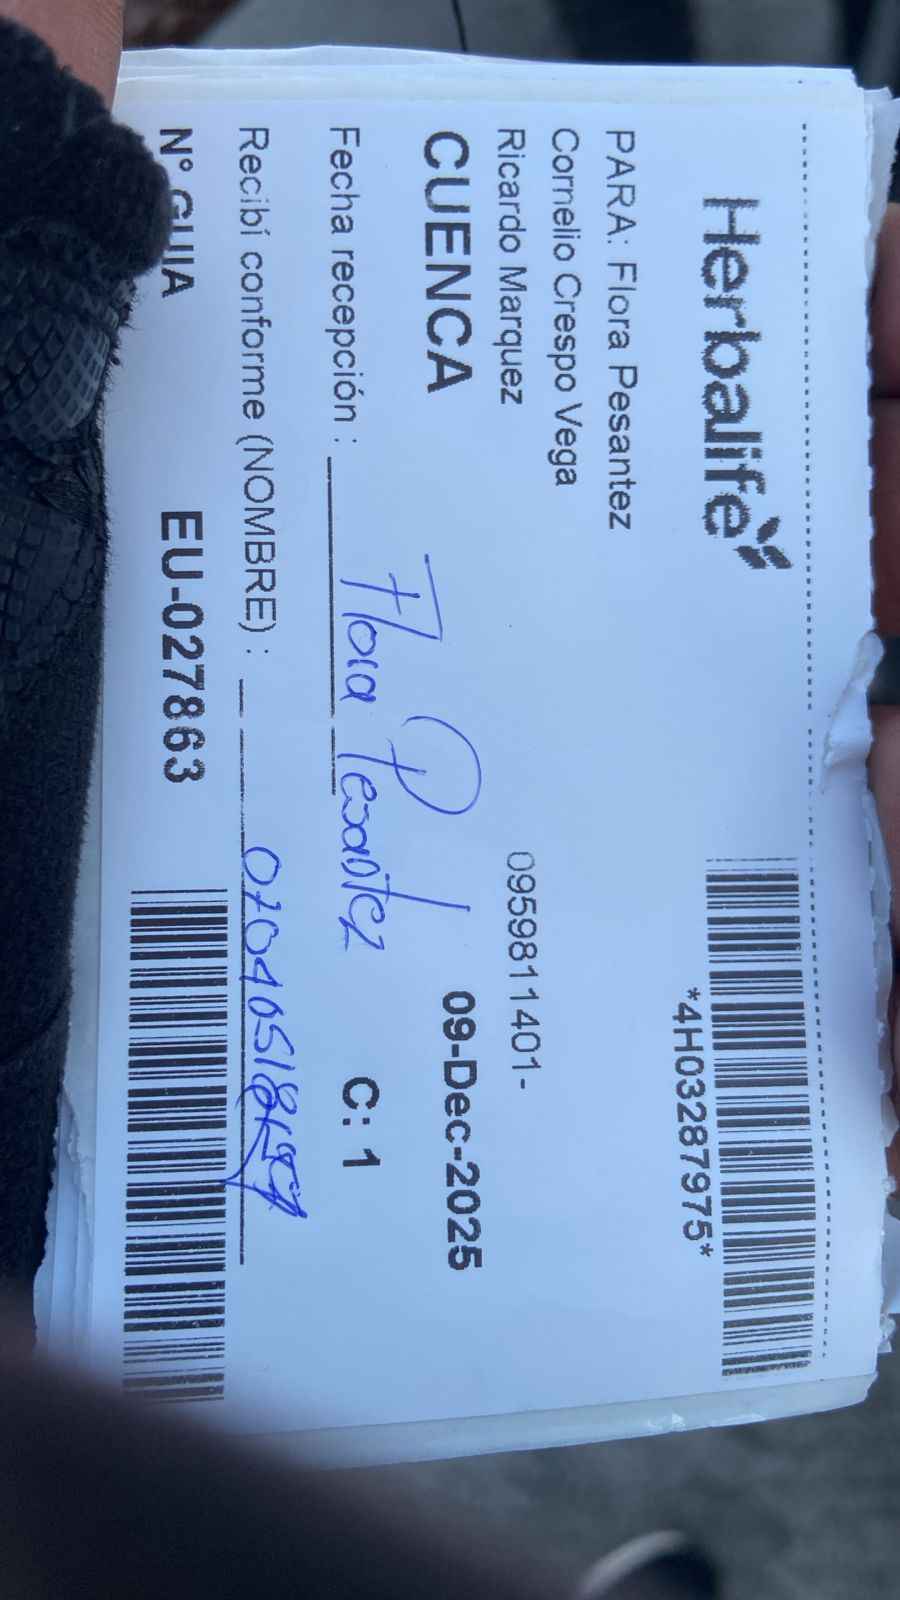 Herbalife
*4H03287975*
PARA: Flora Pesantez
Cornelio Crespo Vega
Ricardo Marquez
0959811401-
CUENCA
09-Dec-2025
Flora Pesantez
Fecha recepción :
C: 1
Recibí conforme (NOMBRE) :
N° GUIA EU-027863